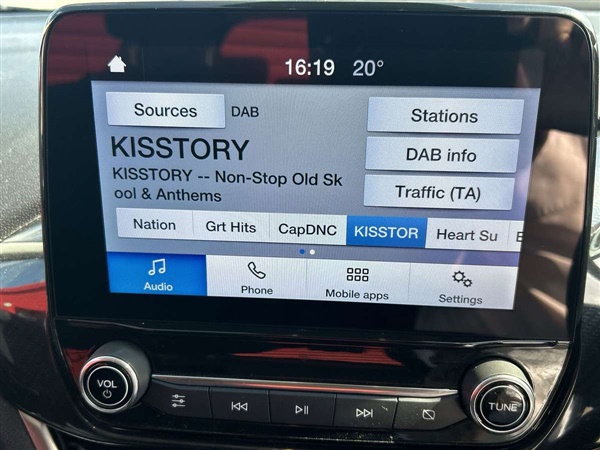 16:19 20°
Sources DAB Stations
KISSTORY
DAB info
KISSTORY -- Non-Stop Old Sk
ool & Anthems
Traffic (TA)
Nation Grt Hits CapDNC KISSTOR Heart Su
Audio Phone Mobile apps Settings
VOL TUNE